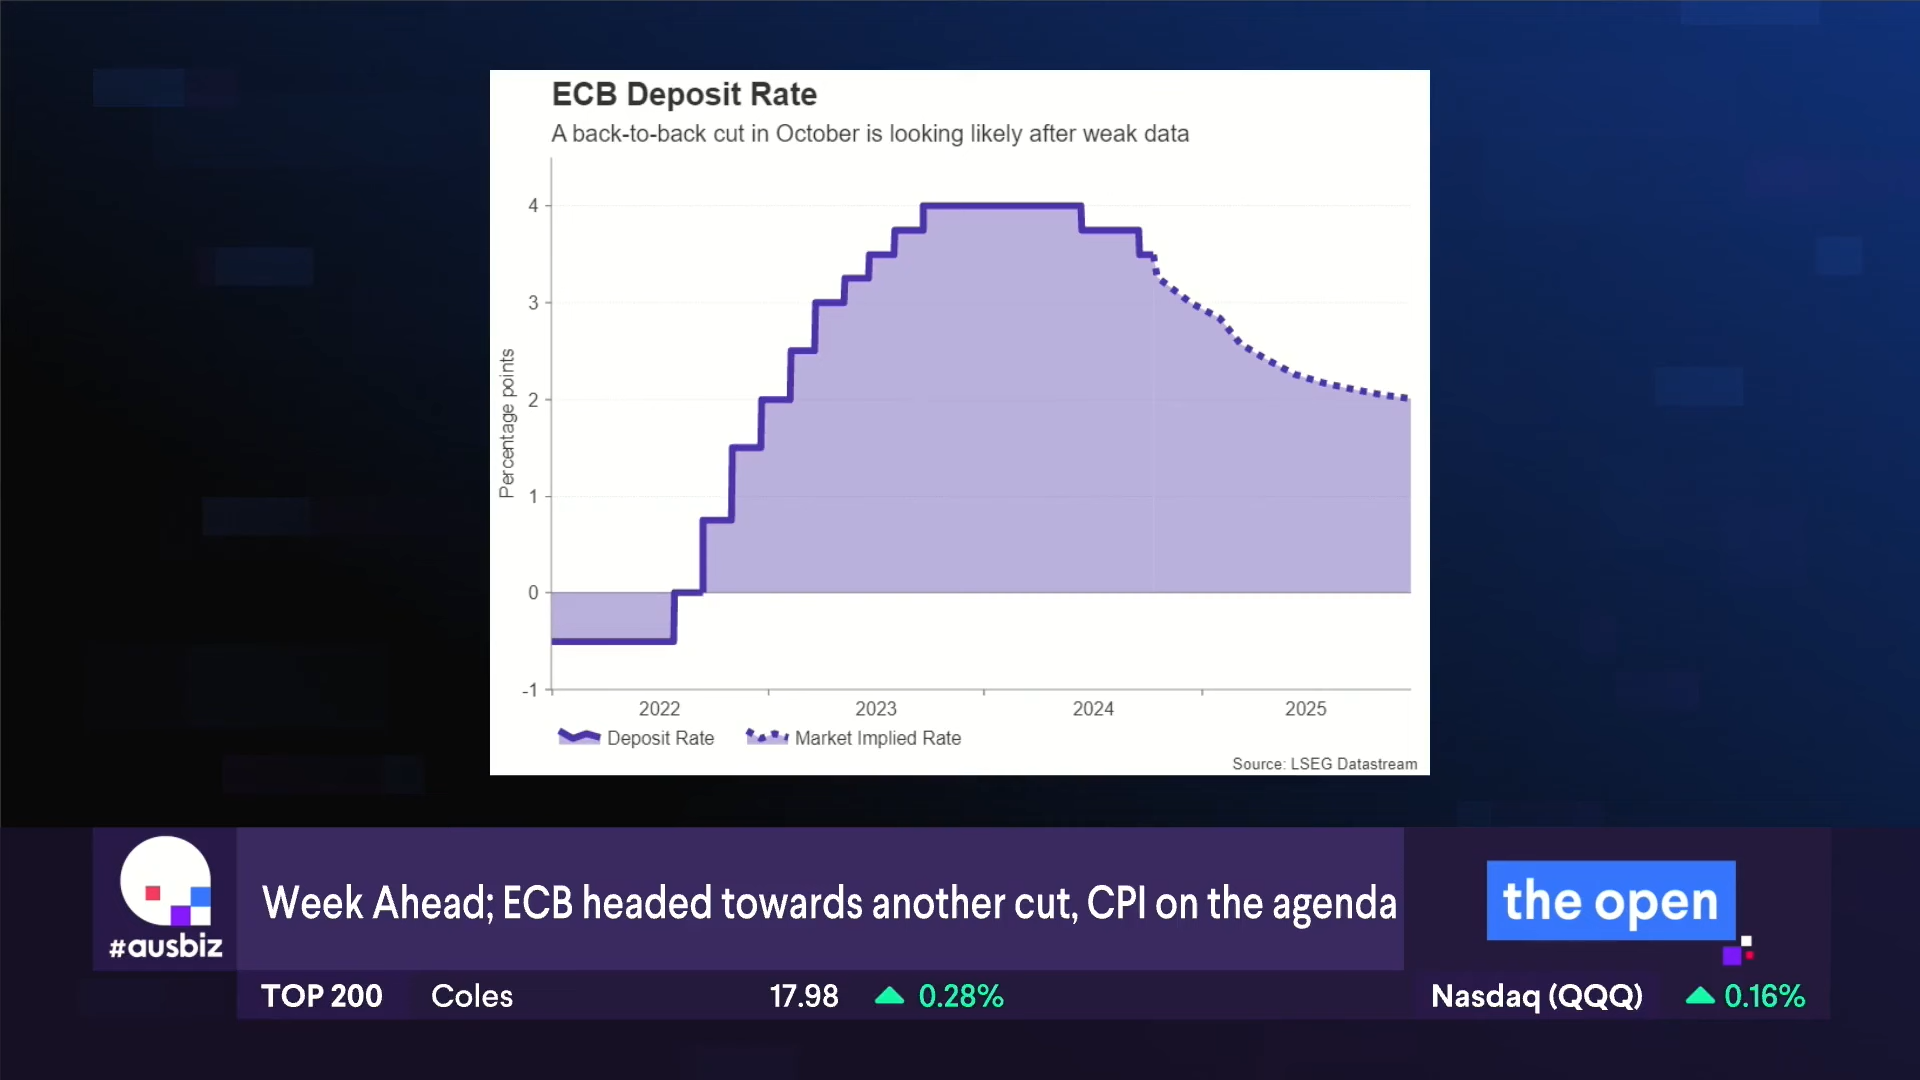 ECB Deposit Rate
A back-to-back cut in October is looking likely after weak data
Percentage points
4
3
2
1
0
-1
2022 2023 2024 2025
Deposit Rate Market Implied Rate
Source: LSEG Datastream
#ausbiz
Week Ahead; ECB headed towards another cut, CPI on the agenda
the open
TOP 200 Coles 17.98 0.28% Nasdaq (QQQ) 0.16%